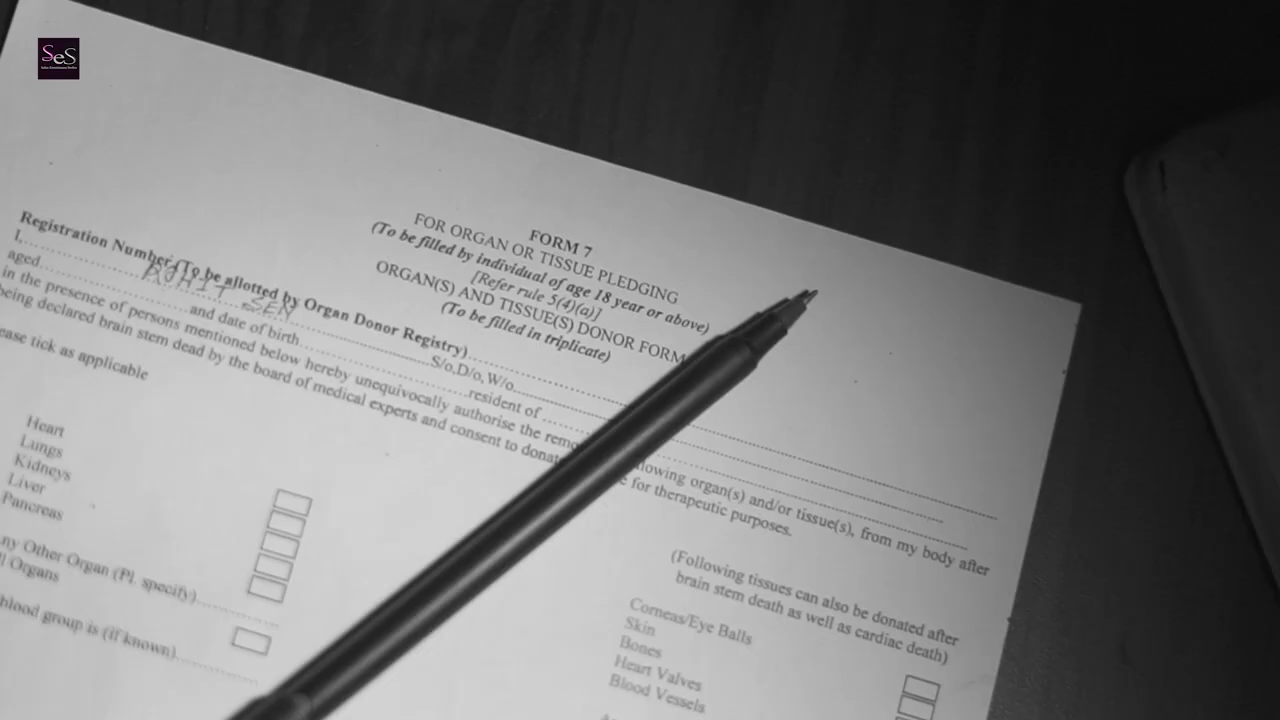 SeS
FORM 7
FOR ORGAN OR TISSUE PLEDGING
(To be filled by individual of age 18 year or above)
[Refer rule 5(4)(a)]
ORGAN(S) AND TISSUE(S) DONOR FORM
(To be filled in triplicate)
Registration Number (To be allotted by Organ Donor Registry)
I, ROHIT SEN S/o,D/o,W/o
aged and date of birth resident of
in the presence of persons mentioned below hereby unequivocally authorise the following organ(s) and/or tissue(s), from my body after
being declared brain stem dead by the board of medical experts and consent to donate for therapeutic purposes.
ease tick as applicable
Heart
Lungs
Kidneys
Liver
Pancreas
ny Other Organ (Pl. specify)
Organs
blood group is (if known)
(Following tissues can also be donated after
brain stem death as well as cardiac death)
Corneas/Eye Balls
Skin
Bones
Heart Valves
Blood Vessels